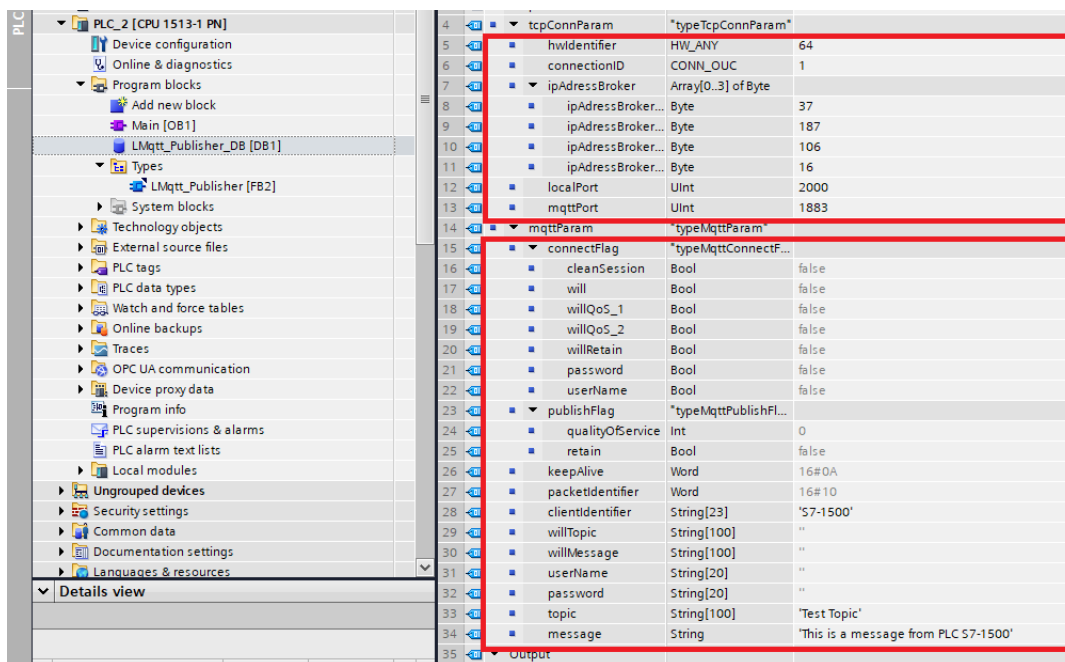 PLC
PLC_2 [CPU 1513-1 PN]
Device configuration
Online & diagnostics
Program blocks
Add new block
Main [OB1]
LMqtt_Publisher_DB [DB1]
Types
LMqtt_Publisher [FB2]
System blocks
Technology objects
External source files
PLC tags
PLC data types
Watch and force tables
Online backups
Traces
OPC UA communication
Device proxy data
Program info
PLC supervisions & alarms
PLC alarm text lists
Local modules
Ungrouped devices
Security settings
Common data
Documentation settings
Languages & resources
Details view
4 tcpConnParam "typeTcpConnParam"
5 hwIdentifier HW_ANY 64
6 connectionID CONN_OUC 1
7 ipAdressBroker Array[0..3] of Byte
8 ipAdressBroker... Byte 37
9 ipAdressBroker... Byte 187
10 ipAdressBroker... Byte 106
11 ipAdressBroker... Byte 16
12 localPort UInt 2000
13 mqttPort UInt 1883
14 mqttParam "typeMqttParam"
15 connectFlag "typeMqttConnectF...
16 cleanSession Bool false
17 will Bool false
18 willQoS_1 Bool false
19 willQoS_2 Bool false
20 willRetain Bool false
21 password Bool false
22 userName Bool false
23 publishFlag "typeMqttPublishFl...
24 qualityOfService Int 0
25 retain Bool false
26 keepAlive Word 16#0A
27 packetIdentifier Word 16#10
28 clientIdentifier String[23] 'S7-1500'
29 willTopic String[100] ''
30 willMessage String[100] ''
31 userName String[20] ''
32 password String[20] ''
33 topic String[100] 'Test Topic'
34 message String 'This is a message from PLC S7-1500'
35 Output